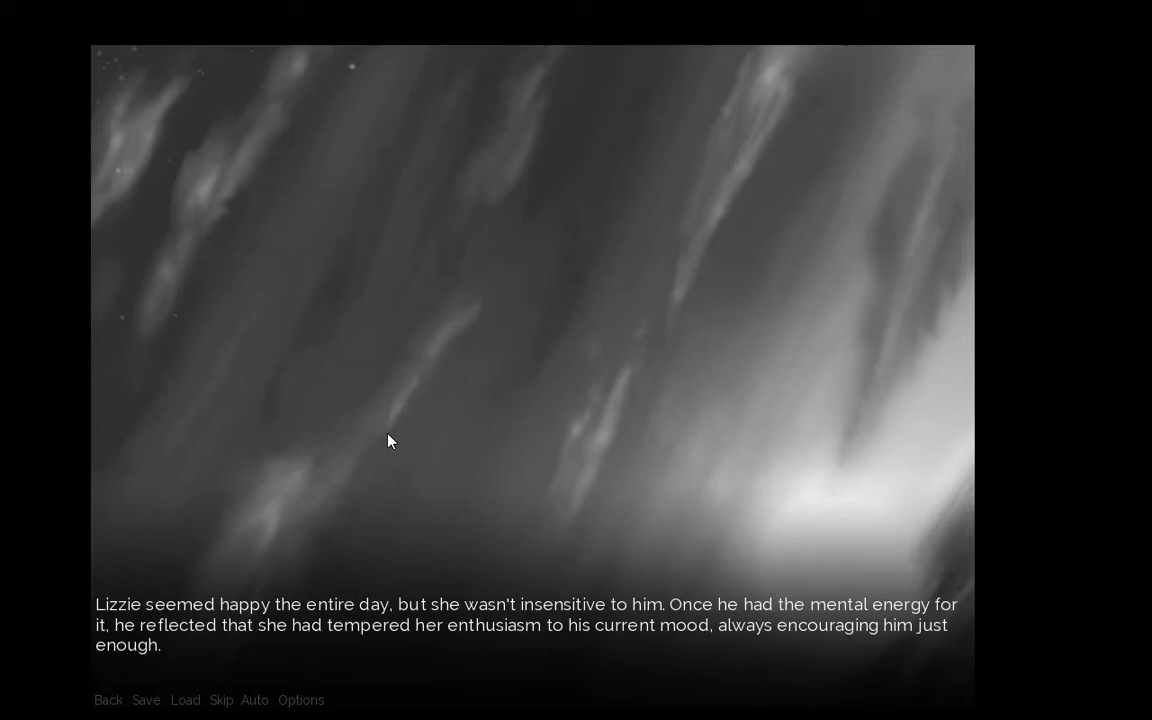 Lizzie seemed happy the entire day, but she wasn't insensitive to him. Once he had the mental energy for
it, he reflected that she had tempered her enthusiasm to his current mood, always encouraging him just
enough.
Back Save Load Skip Auto Options